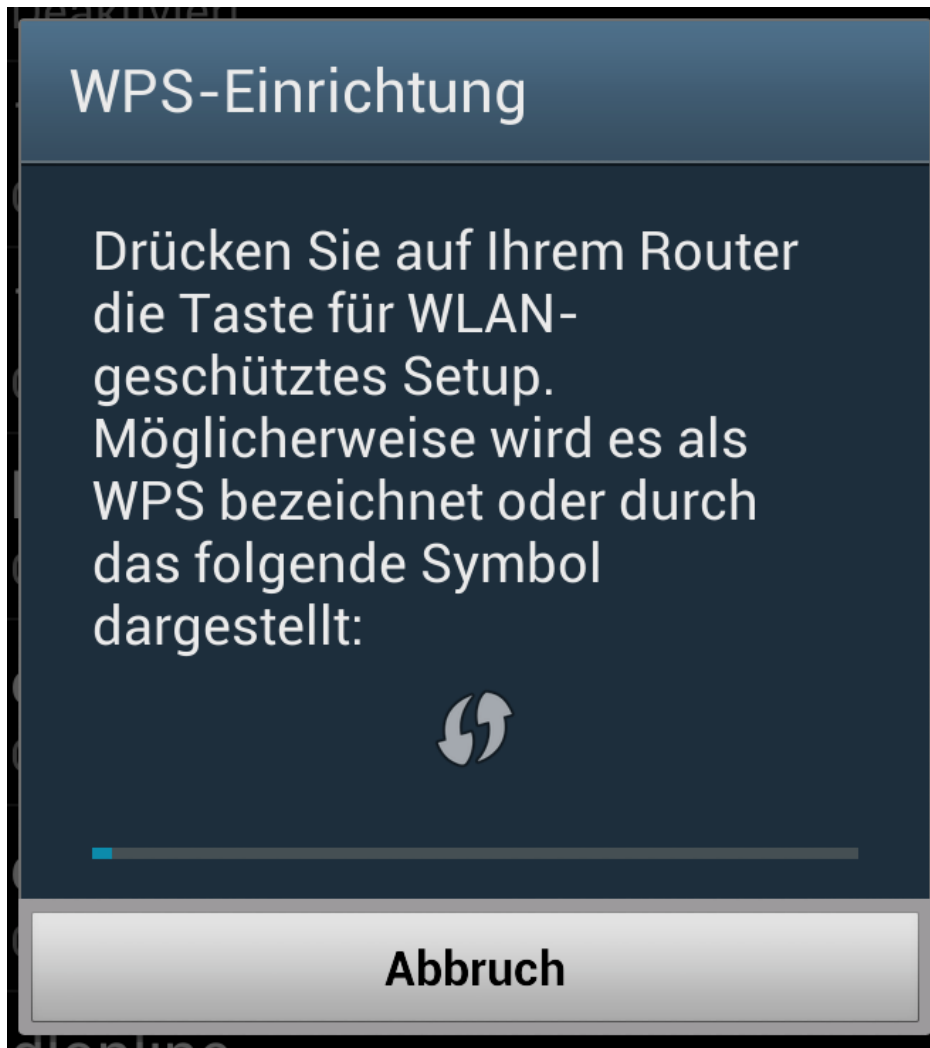 Deaktiviert
WPS-Einrichtung
Drücken Sie auf Ihrem Router
die Taste für WLAN-
geschütztes Setup.
Möglicherweise wird es als
WPS bezeichnet oder durch
das folgende Symbol
dargestellt:
Abbruch